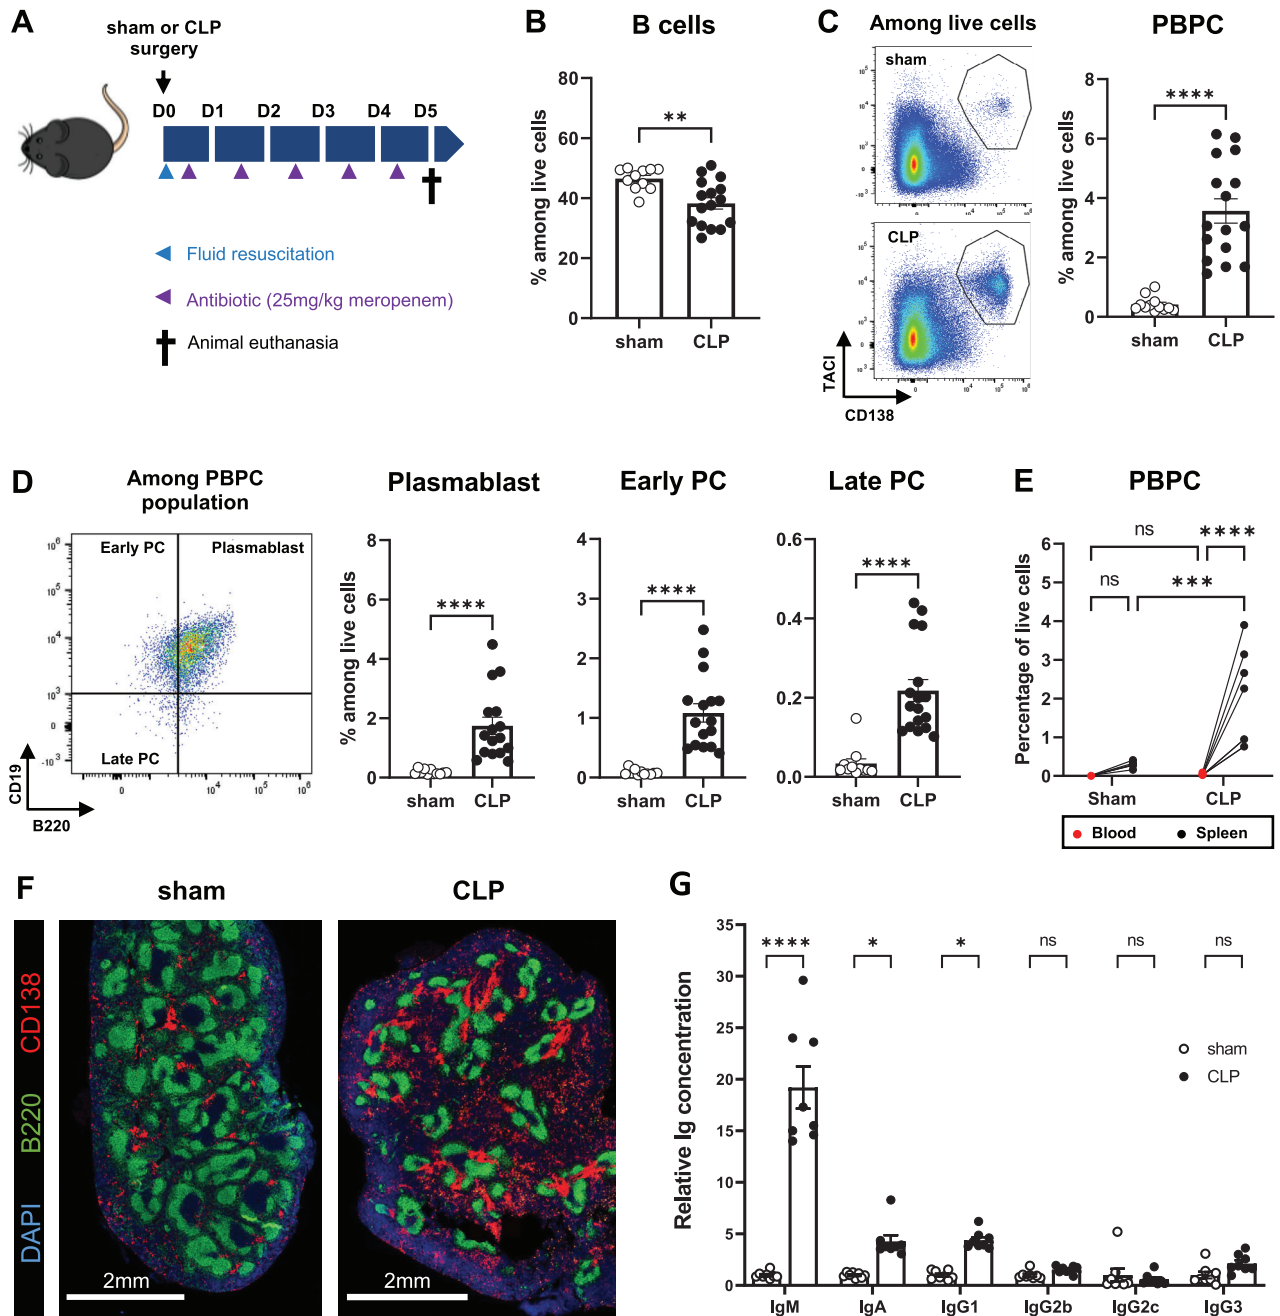 A
sham or CLP
surgery
D0 D1 D2 D3 D4 D5
Fluid resuscitation
Antibiotic (25mg/kg meropenem)
Animal euthanasia
B
B cells
% among live cells
80
60
40
20
0
**
sham CLP
C
Among live cells
sham
CLP
TACI
CD138
PBPC
% among live cells
8
6
4
2
0
****
sham CLP
D
Among PBPC
population
Early PC Plasmablast
Late PC
CD19
B220
Plasmablast
% among live cells
8
6
4
2
0
****
sham CLP
Early PC
4
3
2
1
0
****
sham CLP
Late PC
0.6
0.4
0.2
0.0
****
sham CLP
E
PBPC
Percentage of live cells
6
5
4
3
2
1
0
ns ****
ns ***
Sham CLP
Blood Spleen
F
sham CLP
DAPI B220 CD138
2mm 2mm
G
Relative Ig concentration
35
30
25
20
15
10
5
0
**** * * ns ns ns
sham
CLP
IgM IgA IgG1 IgG2b IgG2c IgG3